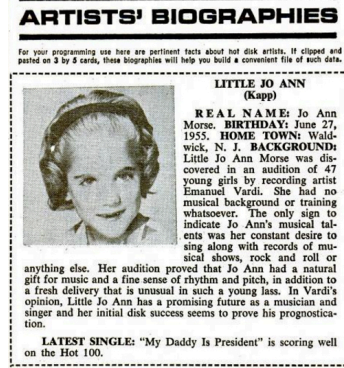 ARTISTS' BIOGRAPHIES
For your programming use here are pertinent facts about hot disk artists. If clipped and
pasted on 3 by 5 cards, these biographies will help you build a convenient file of such data.
LITTLE JO ANN
(Kapp)
REAL NAME: Jo Ann
Morse. BIRTHDAY: June 27,
1955. HOME TOWN: Wald-
wick, N. J. BACKGROUND:
Little Jo Ann Morse was dis-
covered in an audition of 47
young girls by recording artist
Emanuel Vardi. She had no
musical background or training
whatsoever. The only sign to
indicate Jo Ann's musical tal-
ents was her constant desire to
sing along with records of mu-
sical shows, rock and roll or
anything else. Her audition proved that Jo Ann had a natural
gift for music and a fine sense of rhythm and pitch, in addition to
a fresh delivery that is unusual in such a young lass. In Vardi's
opinion, Little Jo Ann has a promising future as a musician and
singer and her initial disk success seems to prove his prognostica-
tion.
LATEST SINGLE: "My Daddy Is President" is scoring well
on the Hot 100.